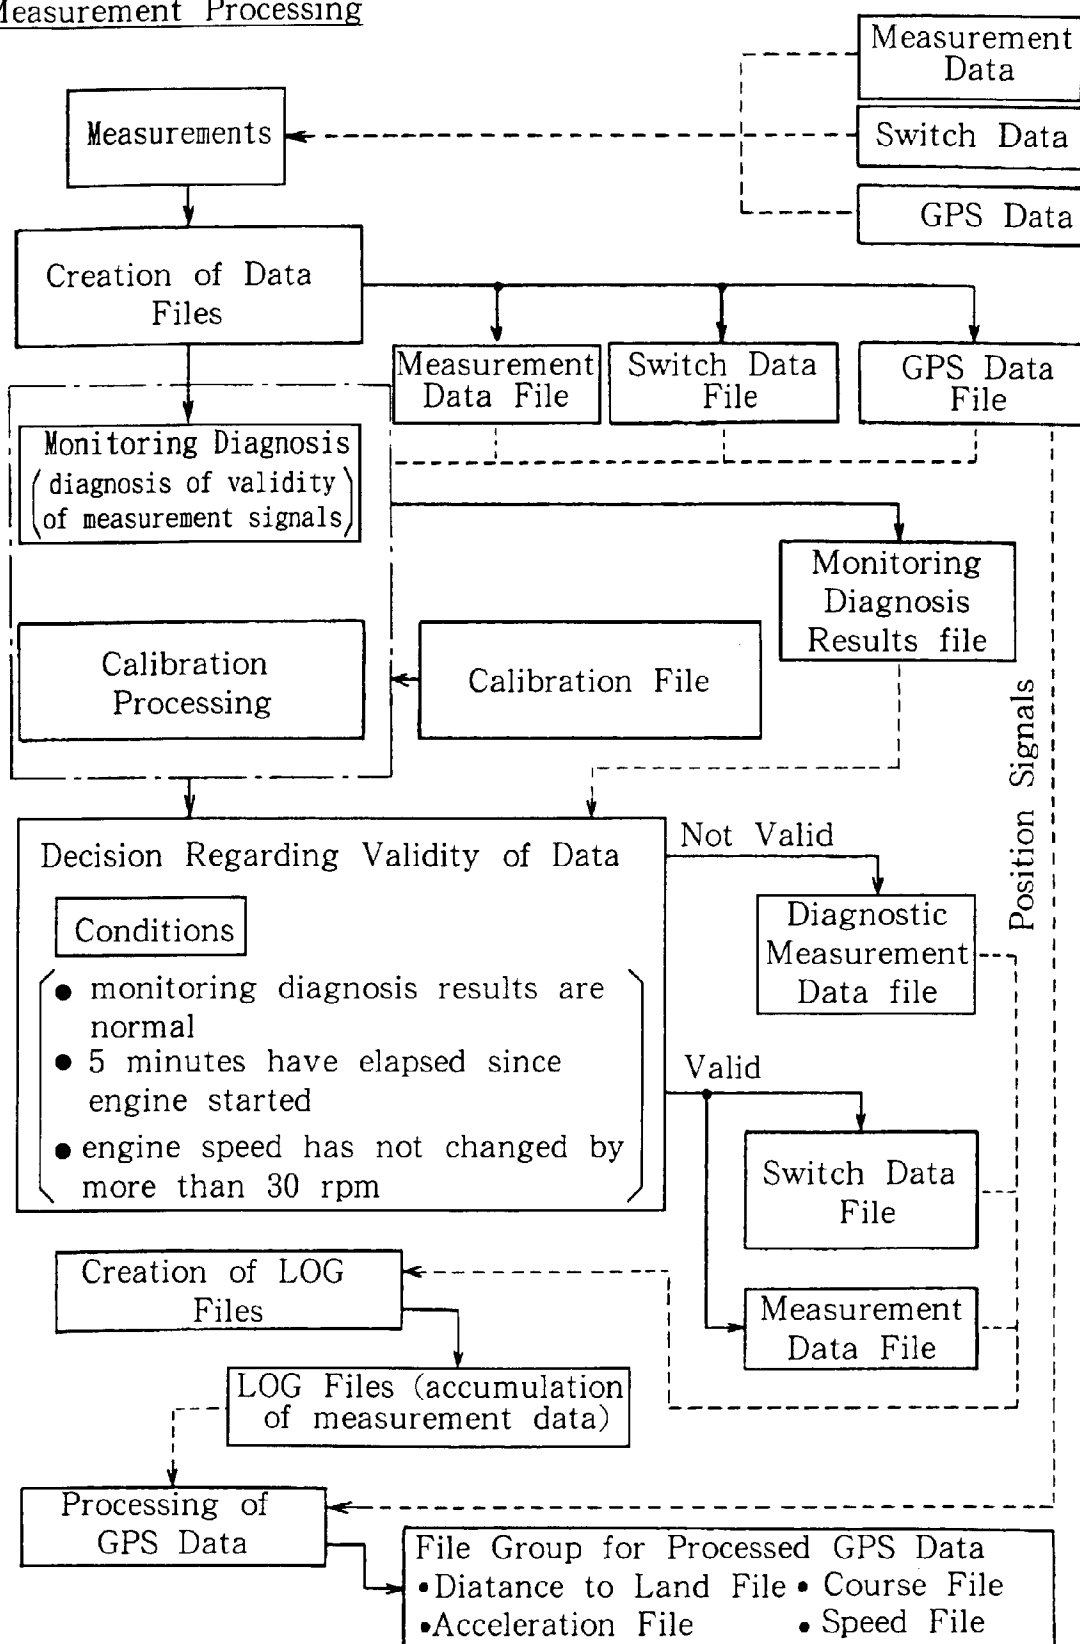 Measurement Processing
Measurement
Data
Measurements
Switch Data
GPS Data
Creation of Data
Files
Measurement
Data File
Switch Data
File
GPS Data
File
Monitoring Diagnosis
(diagnosis of validity
of measurement signals)
Monitoring
Diagnosis
Results file
Calibration
Processing
Calibration File
Position Signals
Decision Regarding Validity of Data
Not Valid
Conditions
Diagnostic
Measurement
Data file
● monitoring diagnosis results are
normal
● 5 minutes have elapsed since
engine started
● engine speed has not changed by
more than 30 rpm
Valid
Switch Data
File
Creation of LOG
Files
Measurement
Data File
LOG Files (accumulation
of measurement data)
Processing of
GPS Data
File Group for Processed GPS Data
•Diatance to Land File • Course File
•Acceleration File • Speed File